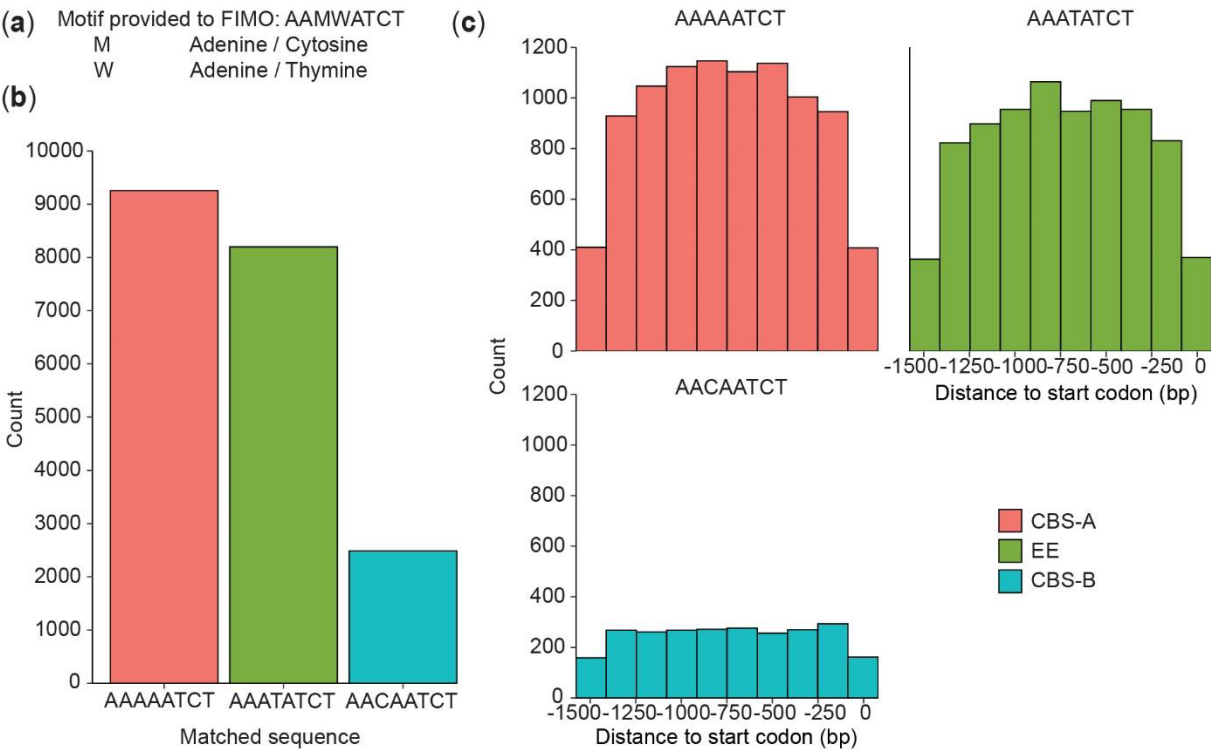 (a) Motif provided to FIMO: AAMWATCT
M Adenine / Cytosine
W Adenine / Thymine
(b)
10000
9000
8000
7000
6000
5000
4000
3000
2000
1000
0
Count
AAAAATCT AAATATCT AACAATCT
Matched sequence
(c)
AAAAATCT
1200
1000
800
600
400
200
0
Count
AAATATCT
-1500 -1250 -1000 -750 -500 -250 0
Distance to start codon (bp)
AACAATCT
1200
1000
800
600
400
200
0
-1500 -1250 -1000 -750 -500 -250 0
Distance to start codon (bp)
CBS-A
EE
CBS-B